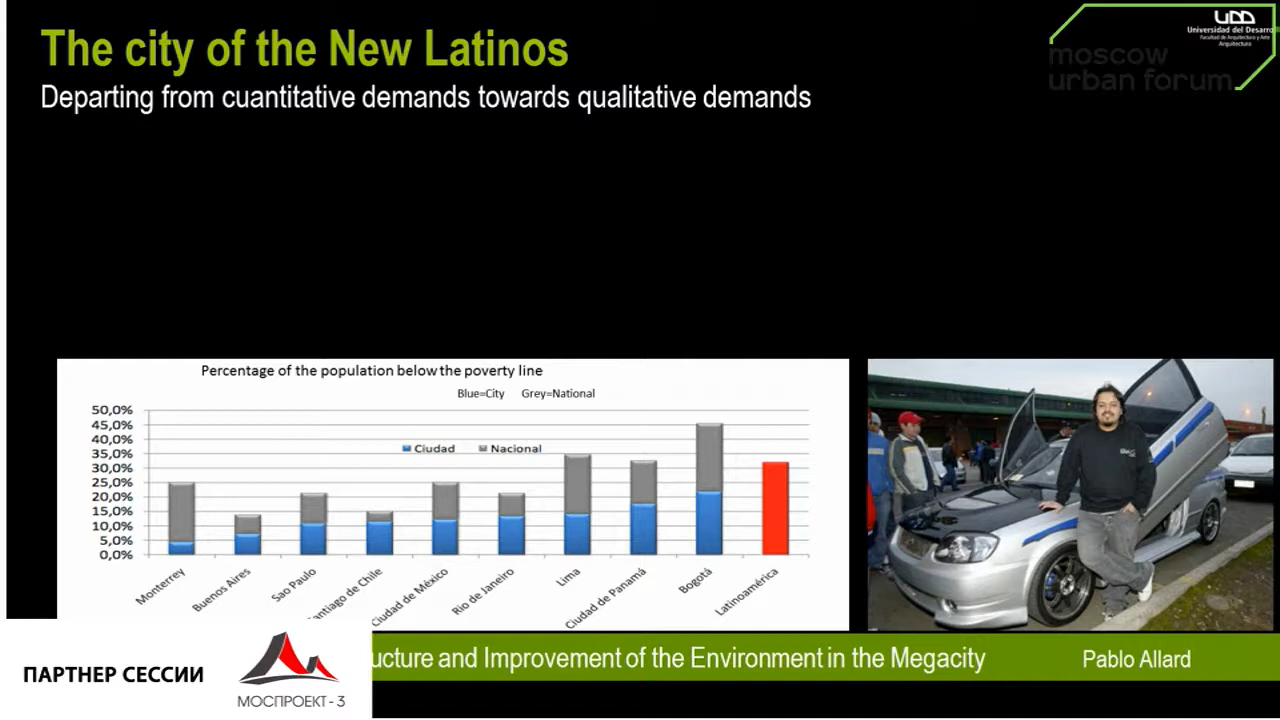 The city of the New Latinos
Departing from cuantitative demands towards qualitative demands
UDD
Universidad del Desarrol
Facultad de Arquitectura y Arte
Arquitectura
moscow
urban forum
Percentage of the population below the poverty line
Blue=City Grey=National
Ciudad Nacional
50,0%
45,0%
40,0%
35,0%
30,0%
25,0%
20,0%
15,0%
10,0%
5,0%
0,0%
Monterrey
Buenos Aires
Sao Paulo
antiago de Chile
Ciudad de México
Rio de Janeiro
Lima
Ciudad de Panamá
Bogotá
Latinoamérica
ucture and Improvement of the Environment in the Megacity
Pablo Allard
ПАРТНЕР СЕССИИ
МОСПРОЕКТ - 3